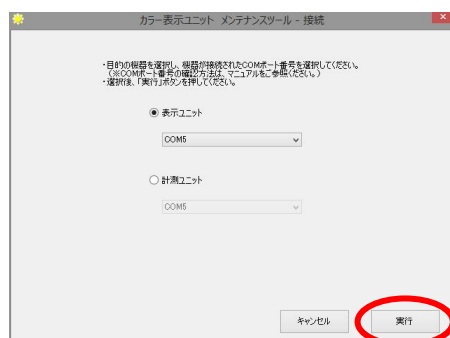 カラー表示ユニット メンテナンスツール - 接続
・目的の機器を選択し、機器が接続されたCOMポート番号を選択してください。
（※COMポート番号の確認方法は、マニュアルをご参照ください。）
・選択後、「実行」ボタンを押してください。
表示ユニット
COM5
計測ユニット
COM5
キャンセル
実行